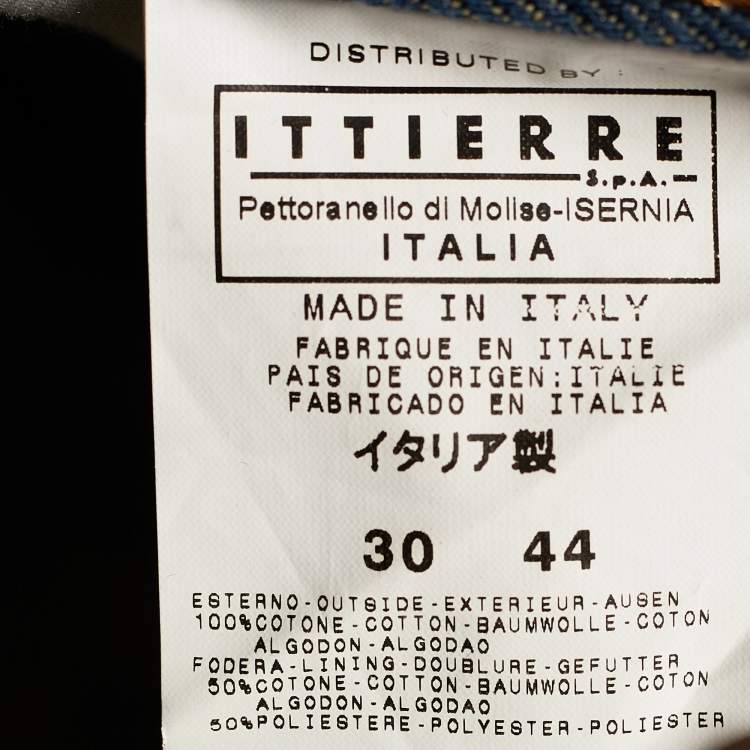 DISTRIBUTED BY :
ITTIERRE
S.p.A.
Pettoranello di Molise-ISERNIA
ITALIA
MADE IN ITALY
FABRIQUE EN ITALIE
PAIS DE ORIGEN:ITALIE
FABRICADO EN ITALIA
イタリア製
30 44
ESTERNO-OUTSIDE-EXTERIEUR-AUSEN
100%COTONE-COTTON-BAUMWOLLE-COTON
ALGODON-ALGODAO
FODERA-LINING-DOUBLURE-GEFUTTER
50%COTONE-COTTON-BAUMWOLLE-COTON
ALGODON-ALGODAO
50%POLIESTERE-POLYESTER-POLIESTER